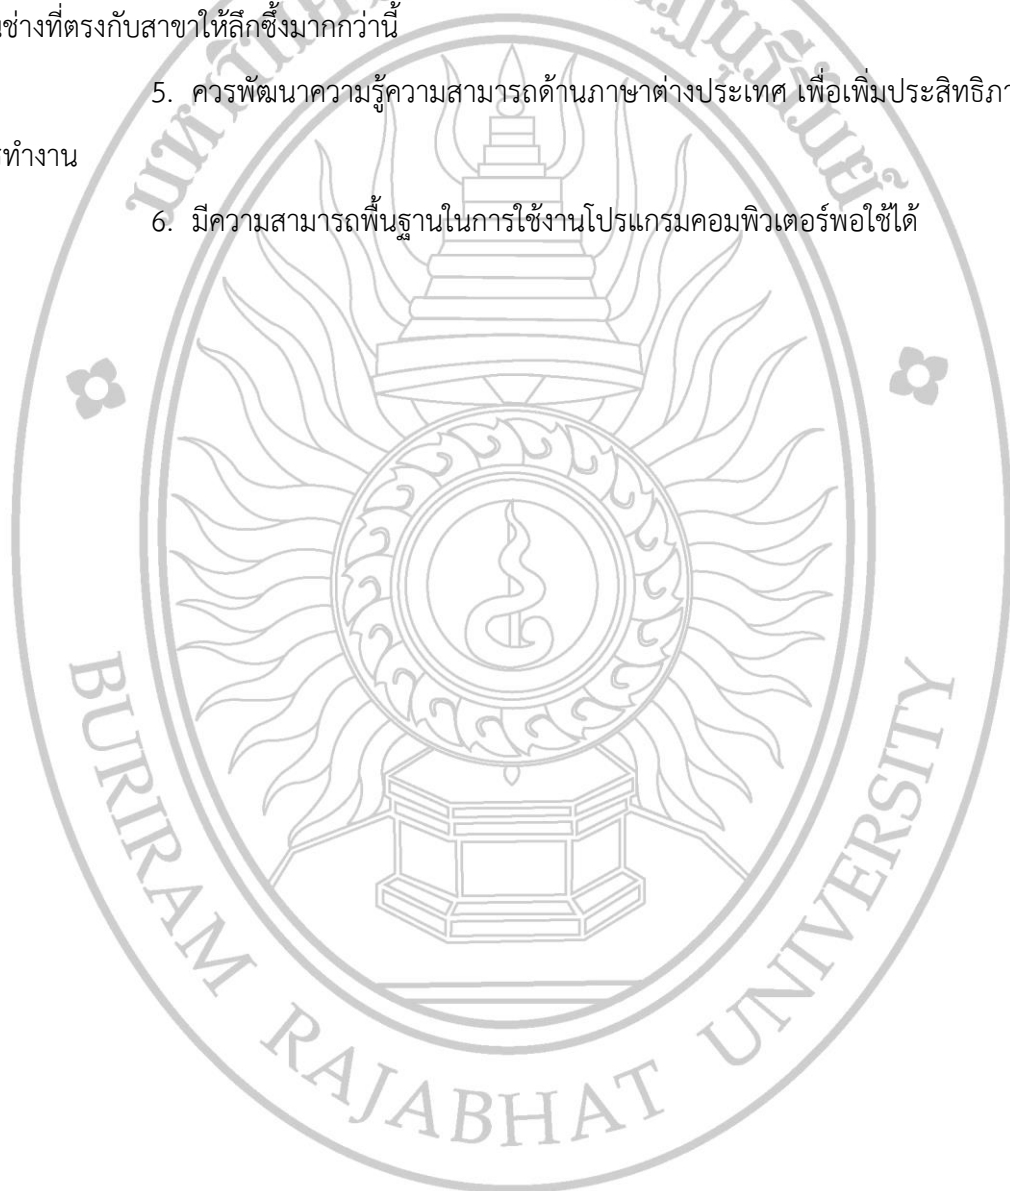 ช่างที่ตรงกับสาขาให้ลึกซึ้งมากกว่านี้
5. ควรพัฒนาความรู้ความสามารถด้านภาษาต่างประเทศ เพื่อเพิ่มประสิทธิภา
ทำงาน
6. มีความสามารถพื้นฐานในการใช้งานโปรแกรมคอมพิวเตอร์พอใช้ได้
BURIRAM RAJABHAT UNIVERSITY